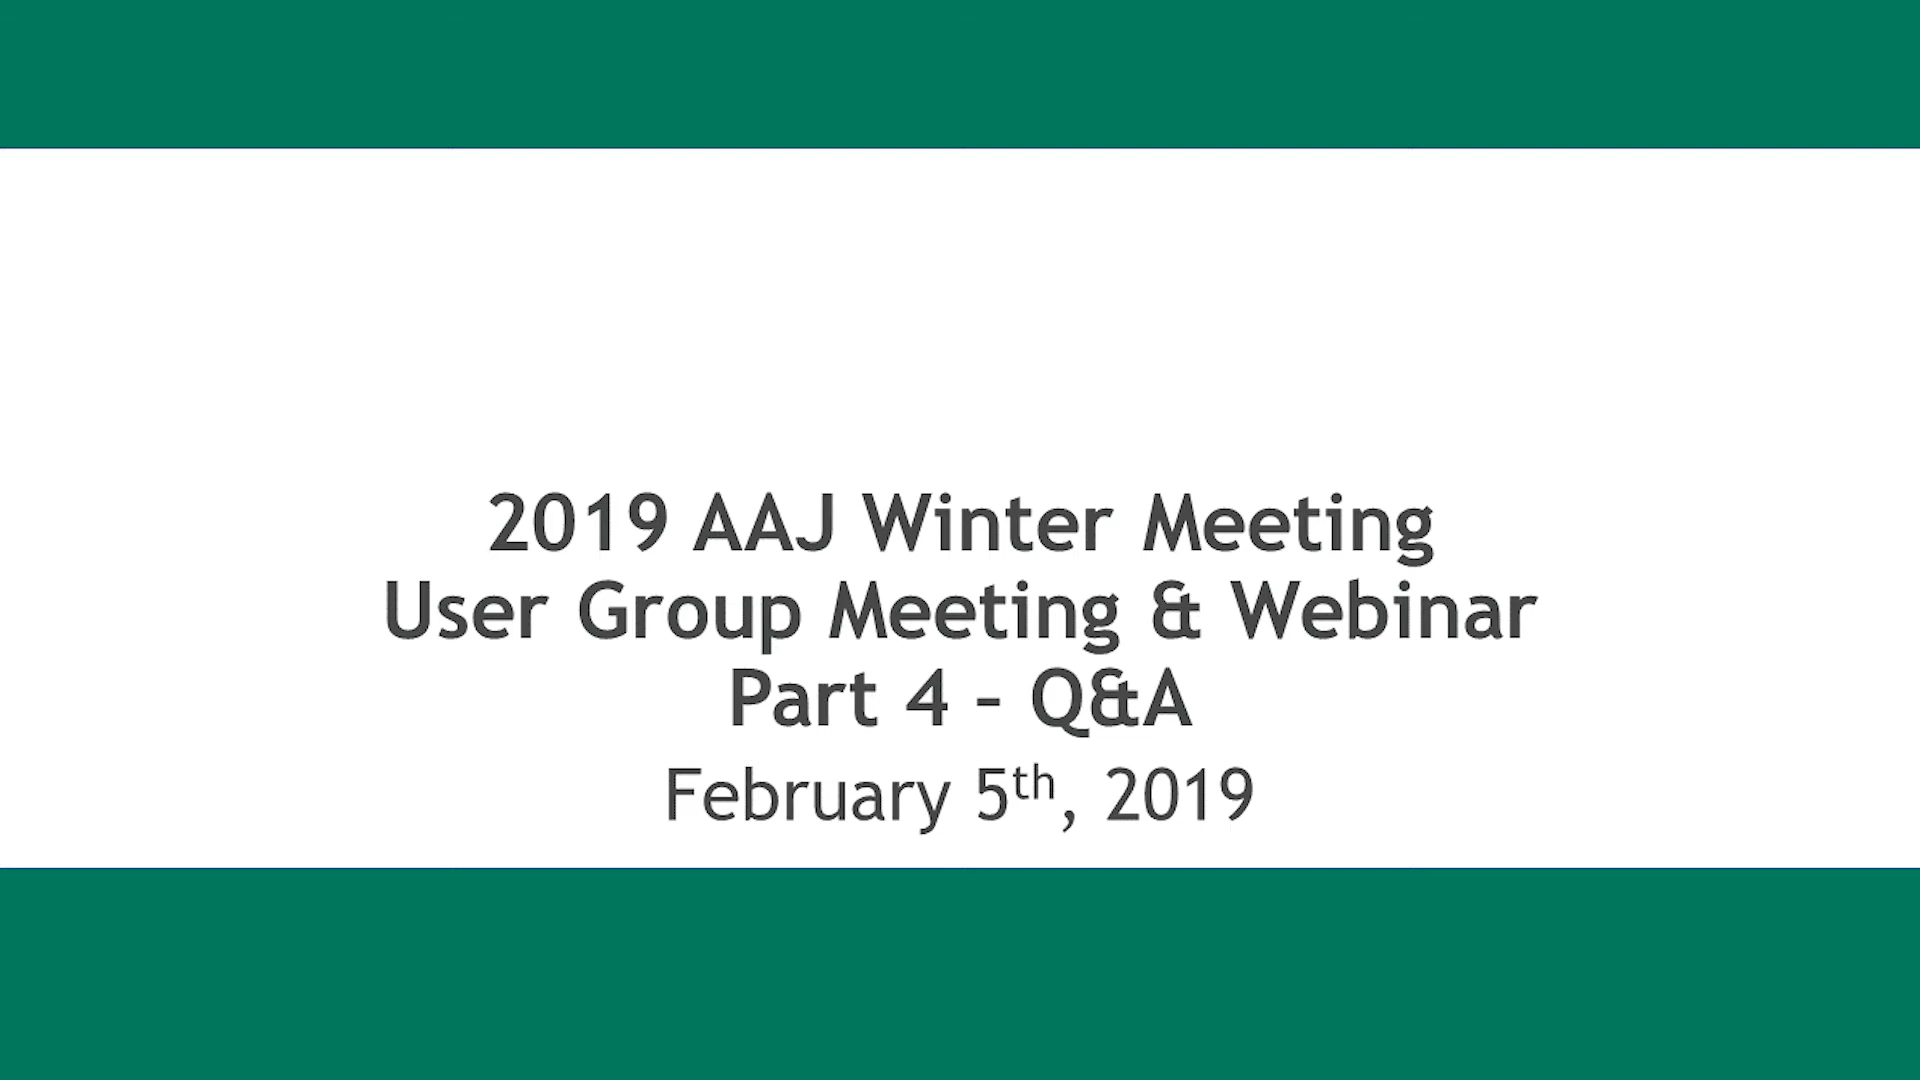 2019 AAJ Winter Meeting
User Group Meeting & Webinar
Part 4 – Q&A
February 5th, 2019